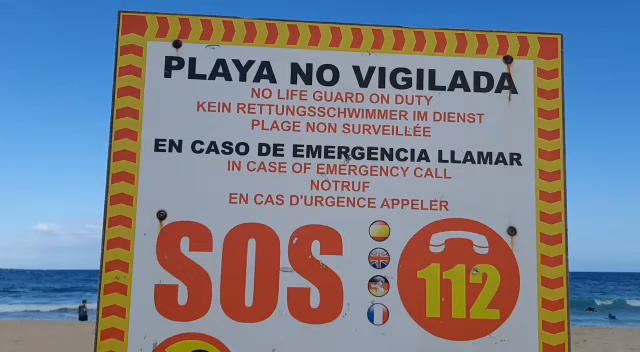 PLAYA NO VIGILADA
NO LIFE GUARD ON DUTY
KEIN RETTUNGSSCHWIMMER IM DIENST
PLAGE NON SURVEILLÉE
EN CASO DE EMERGENCIA LLAMAR
IN CASE OF EMERGENCY CALL
NOTRUF
EN CAS D'URGENCE APPELER
SOS
112